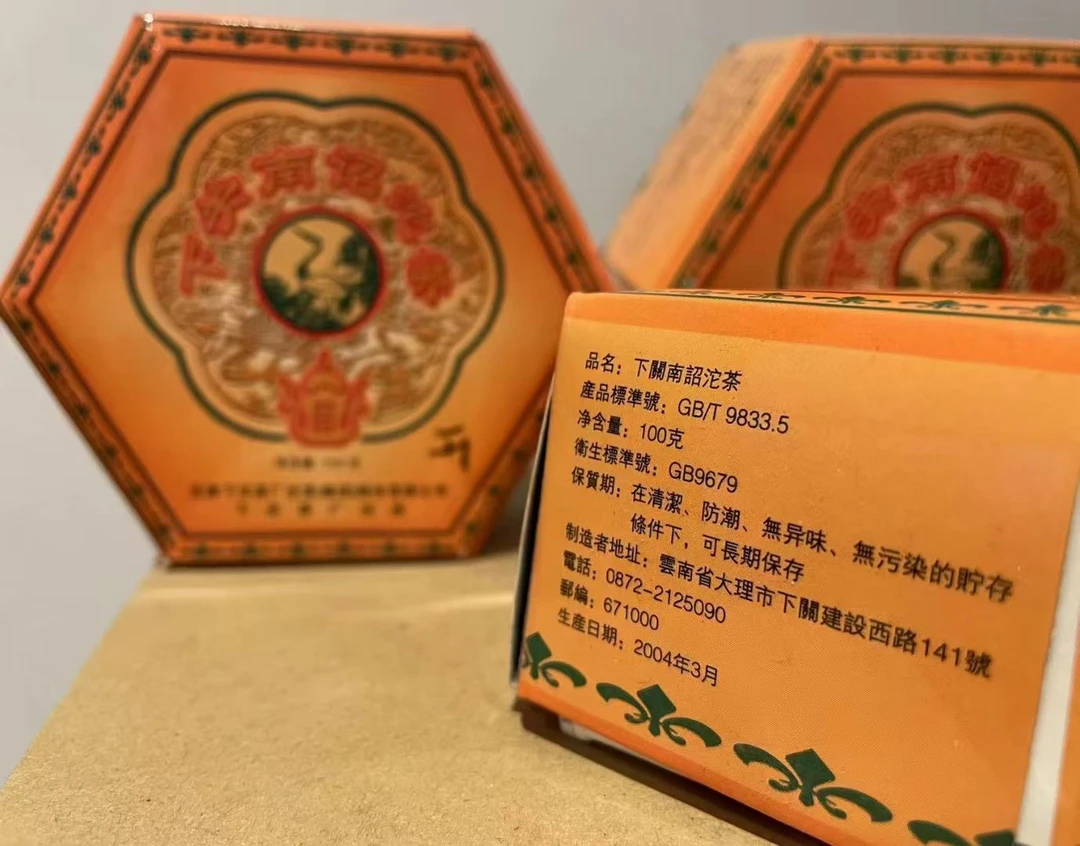 下關南詔沱茶
品名：下關南詔沱茶
產品標準號：GB/T 9833.5
净含量：100克
衛生標準號：GB9679
保質期：在清潔、防潮、無异味、無污染的貯存
條件下，可長期保存
制造者地址：雲南省大理市下關建設西路141號
電話：0872-2125090
郵編：671000
生產日期：2004年3月